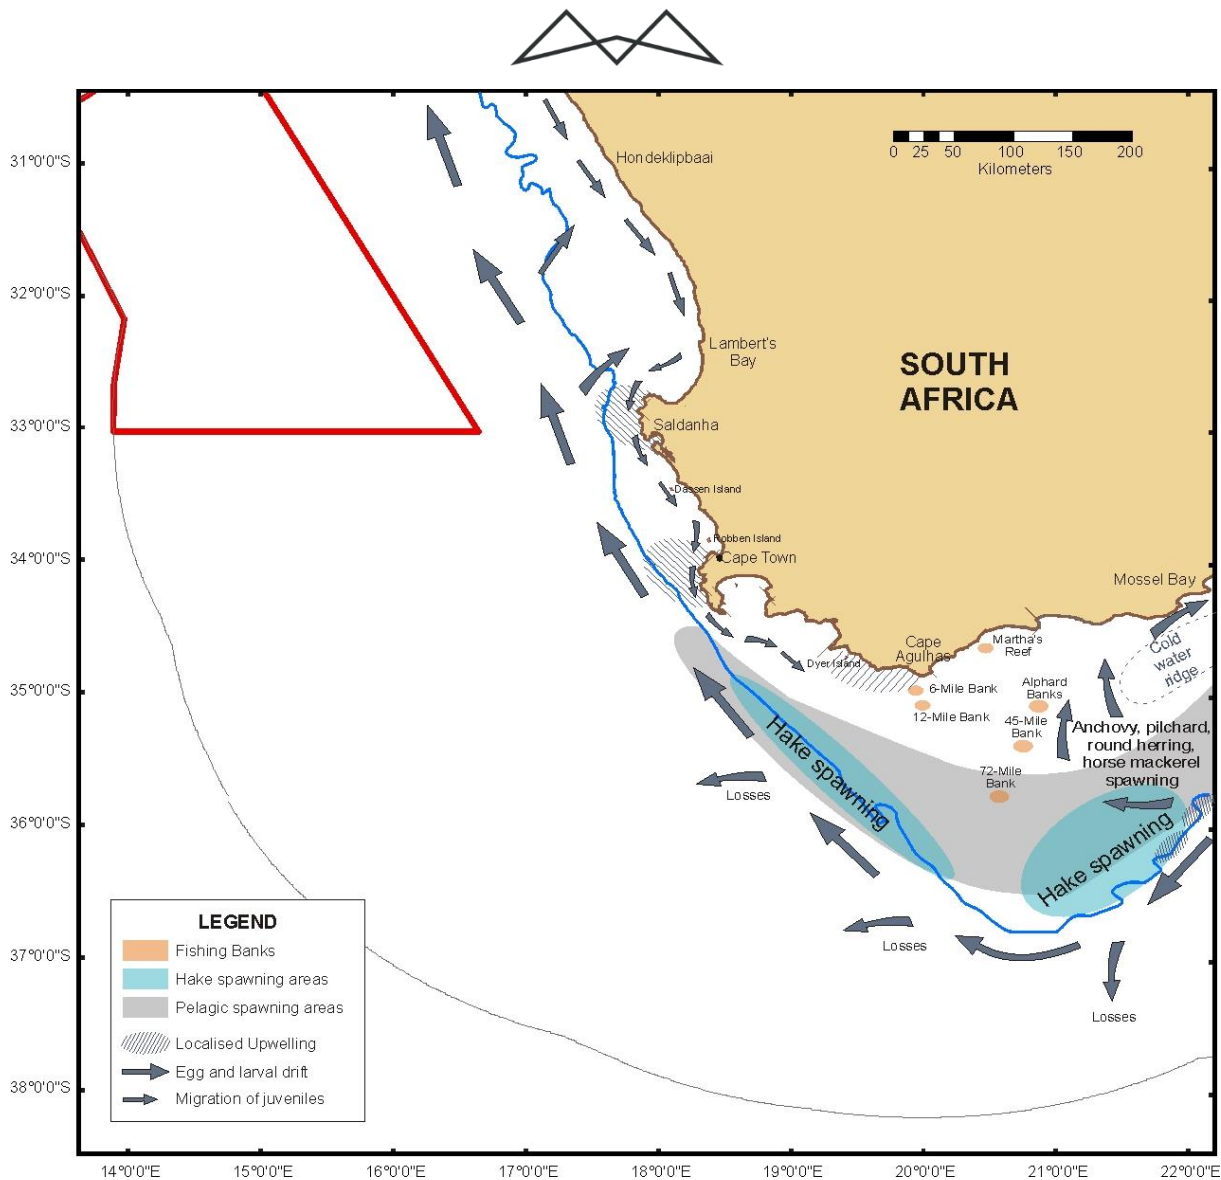 31°0'0"S
32°0'0"S
33°0'0"S
34°0'0"S
35°0'0"S
36°0'0"S
37°0'0"S
38°0'0"S
0 25 50 100 150 200
Kilometers
Hondeklipbaai
Lambert's
Bay
SOUTH
AFRICA
Saldanha
Dassen Island
Robben Island
Cape Town
Mossel Bay
Cape
Agulhas
Martha's
Reef
Cold
water
ridge
Dyer Island
6-Mile Bank
12-Mile Bank
Alphard
Banks
45-Mile
Bank
Anchovy, pilchard,
round herring,
horse mackerel
spawning
72-Mile
Bank
Hake spawning
Hake spawning
Losses
Losses
Losses
LEGEND
Fishing Banks
Hake spawning areas
Pelagic spawning areas
Localised Upwelling
Egg and larval drift
Migration of juveniles
14°0'0"E
15°0'0"E
16°0'0"E
17°0'0"E
18°0'0"E
19°0'0"E
20°0'0"E
21°0'0"E
22°0'0"E